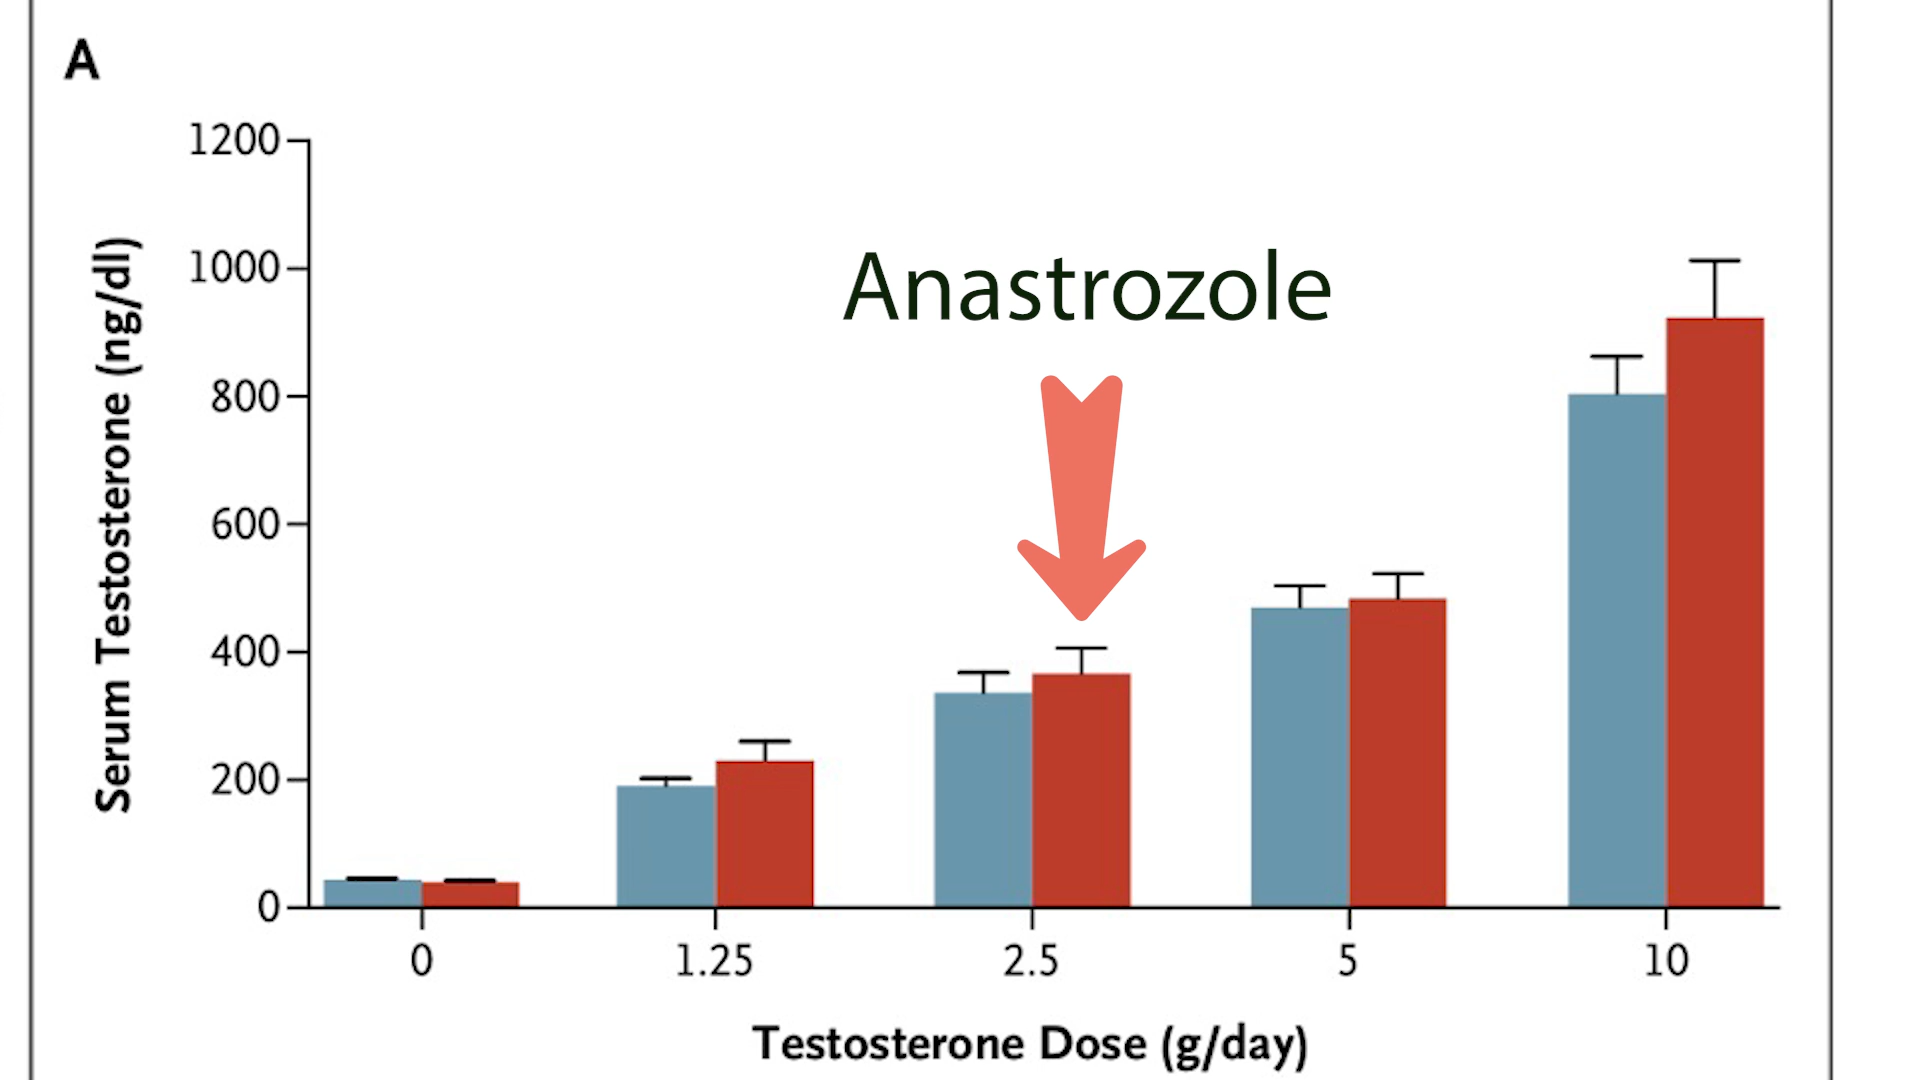 A
1200
1000
800
600
400
200
0
Serum Testosterone (ng/dl)
Anastrozole
0 1.25 2.5 5 10
Testosterone Dose (g/day)